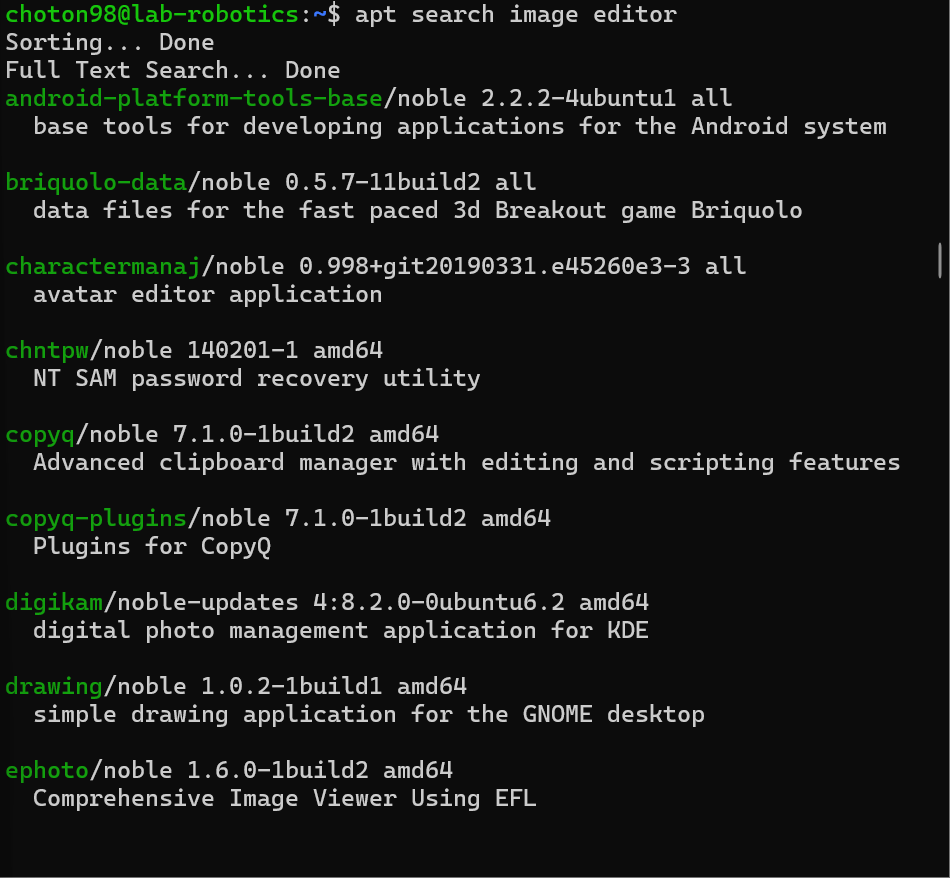 choton98@lab-robotics:~$ apt search image editor
Sorting... Done
Full Text Search... Done
android-platform-tools-base/noble 2.2.2-4ubuntu1 all
  base tools for developing applications for the Android system

briquolo-data/noble 0.5.7-11build2 all
  data files for the fast paced 3d Breakout game Briquolo

charactermanaj/noble 0.998+git20190331.e45260e3-3 all
  avatar editor application

chntpw/noble 140201-1 amd64
  NT SAM password recovery utility

copyq/noble 7.1.0-1build2 amd64
  Advanced clipboard manager with editing and scripting features

copyq-plugins/noble 7.1.0-1build2 amd64
  Plugins for CopyQ

digikam/noble-updates 4:8.2.0-0ubuntu6.2 amd64
  digital photo management application for KDE

drawing/noble 1.0.2-1build1 amd64
  simple drawing application for the GNOME desktop

ephoto/noble 1.6.0-1build2 amd64
  Comprehensive Image Viewer Using EFL